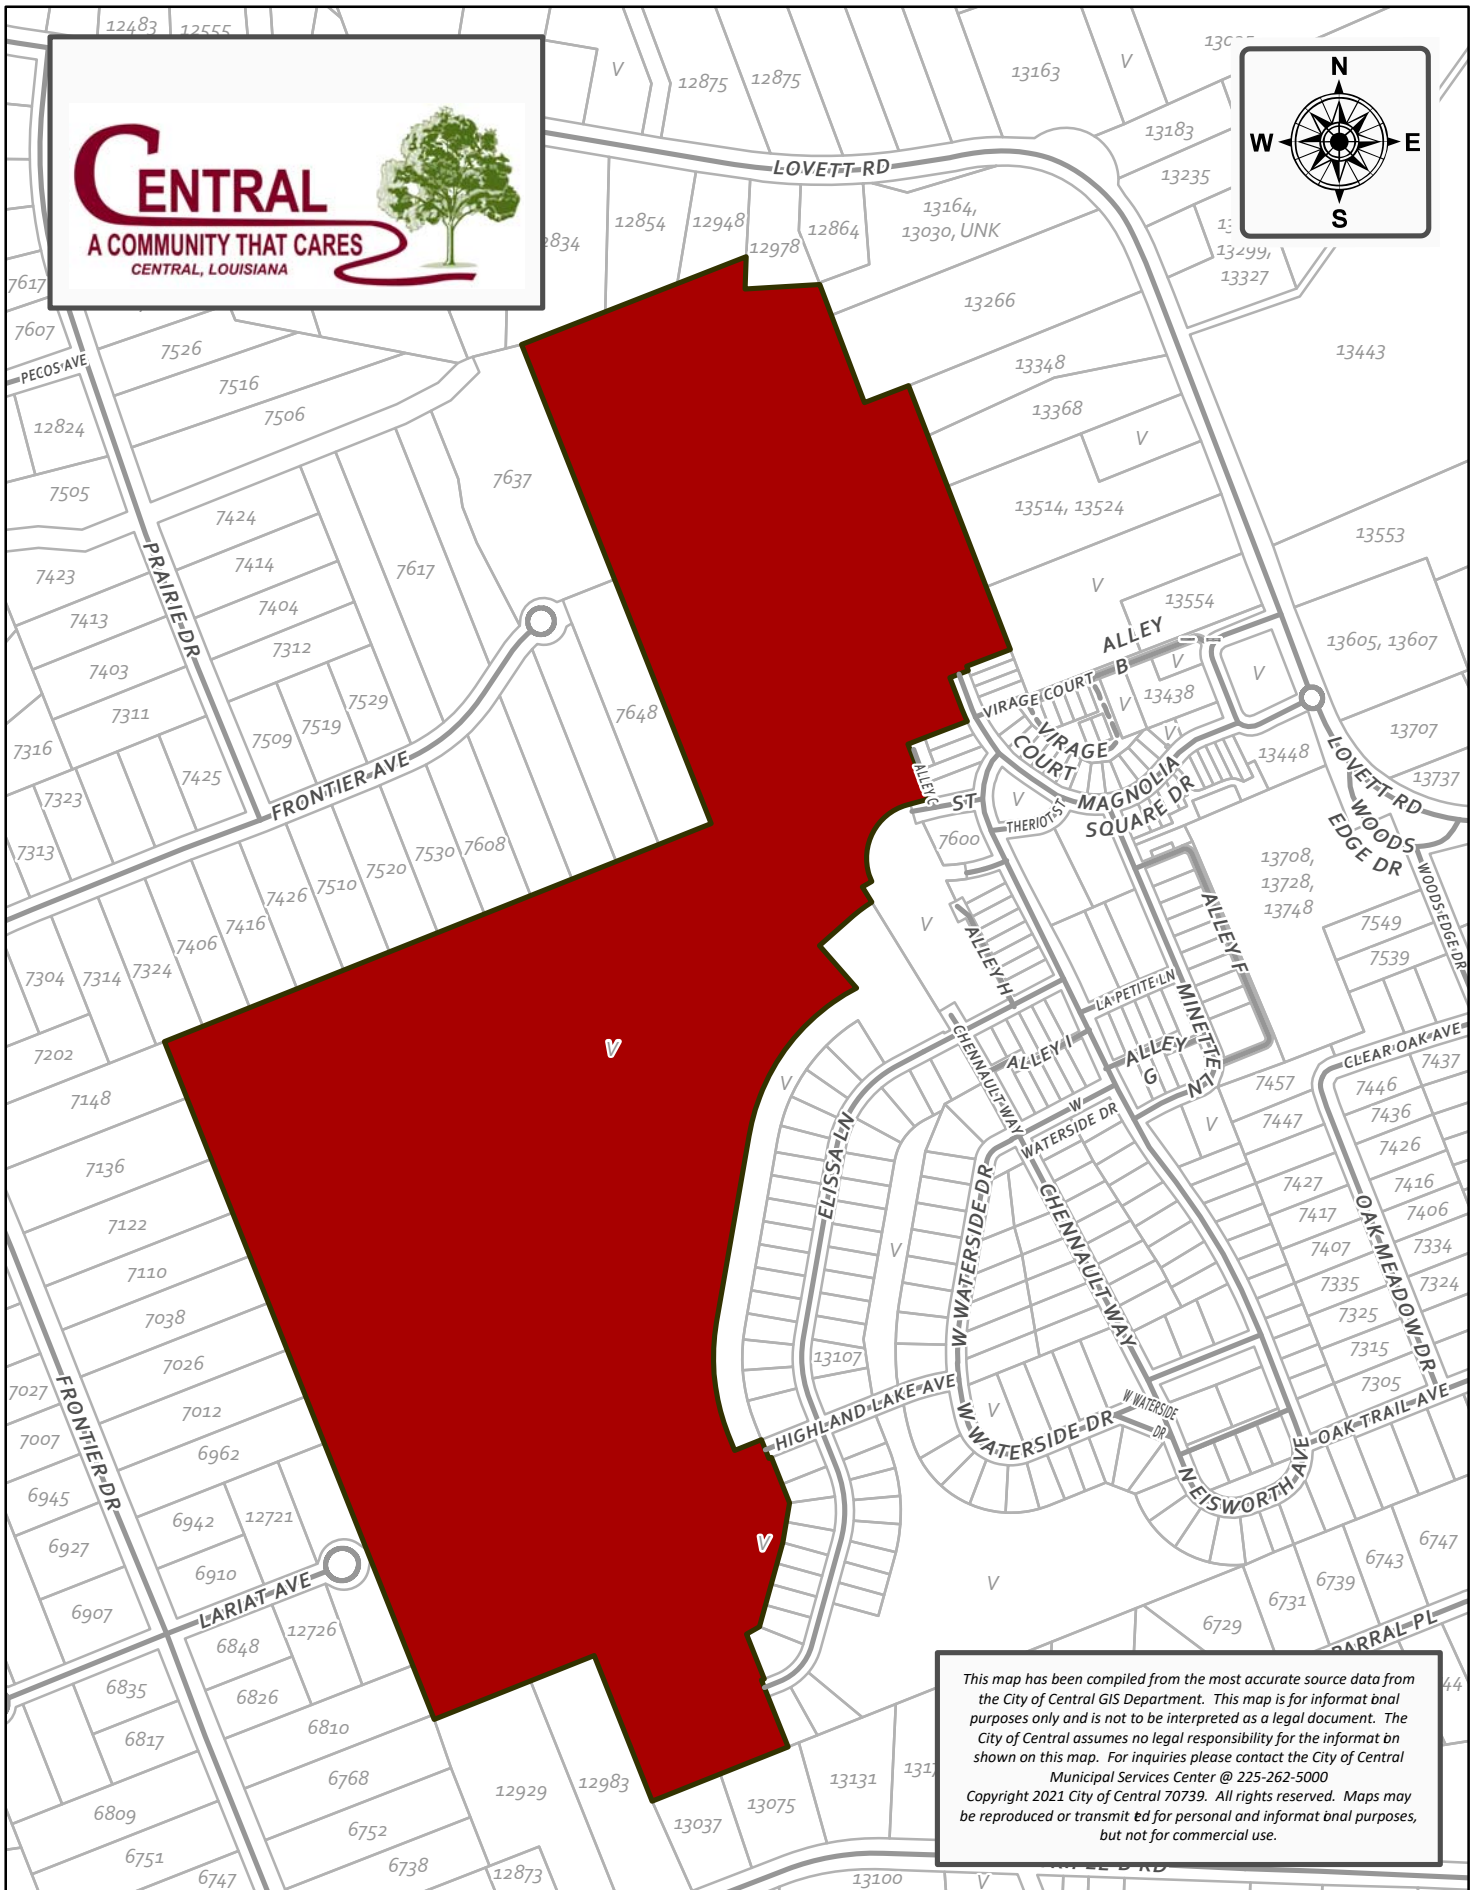 12483
12555
CENTRAL
A COMMUNITY THAT CARES
CENTRAL, LOUISIANA
V
12875
12875
13163
V
N
W
E
S
13183
13235
13299,
13327
LOVETT RD
12854
12948
12978
12864
13164,
13030, UNK
7617
7607
PECOS AVE
7526
7516
7506
12824
7505
13266
13348
13368
V
13443
7637
13514, 13524
13553
7424
7414
7404
7312
7617
PRAIRIE DR
7423
7413
7403
7311
7316
7425
7323
7313
7509
7519
7529
7648
FRONTIER AVE
V
13554
ALLEY
B
V
V
13438
V
V
13605, 13607
VIRAGE COURT
VIRAGE
COURT
13448
13707
13737
LOVETT RD
WOODS
EDGE DR
WOODS EDGE DR
ALLEY C
ST
V
THERIOT ST
MAGNOLIA
SQUARE DR
7600
13708,
13728,
13748
7549
7539
7304
7314
7324
7406
7416
7426
7510
7520
7530
7608
V
ALLEY H
ALLEY F
LA PETITE LN
MINETTE
LN
7202
7148
7136
7122
7110
7038
7026
7012
6962
V
V
CHENNAULT WAY
ALLEY I
ALLEY
G
CLEAR OAK AVE
7437
7457
7447
7446
7436
7426
7416
7406
7334
7324
V
ELISSA LN
W
WATERSIDE DR
W WATERSIDE DR
CHENNAULT WAY
V
7427
7417
7407
7335
7325
7315
7305
OAK MEADOW DR
OAK TRAIL AVE
13107
HIGHLAND LAKE AVE
V
W WATERSIDE DR
W WATERSIDE
DR
N EISWORTH AVE
7027
7007
FRONTIER DR
6945
6927
6907
6942
12721
6910
LARIAT AVE
V
V
6747
6743
6739
6731
6729
6848
12726
6835
6826
6817
6810
6809
6768
6751
6752
6747
6738
12929
12983
12873
13037
13075
13131
13100
V
This map has been compiled from the most accurate source data from
the City of Central GIS Department. This map is for informational
purposes only and is not to be interpreted as a legal document. The
City of Central assumes no legal responsibility for the information
shown on this map. For inquiries please contact the City of Central
Municipal Services Center @ 225-262-5000
Copyright 2021 City of Central 70739. All rights reserved. Maps may
be reproduced or transmitted for personal and informational purposes,
but not for commercial use.